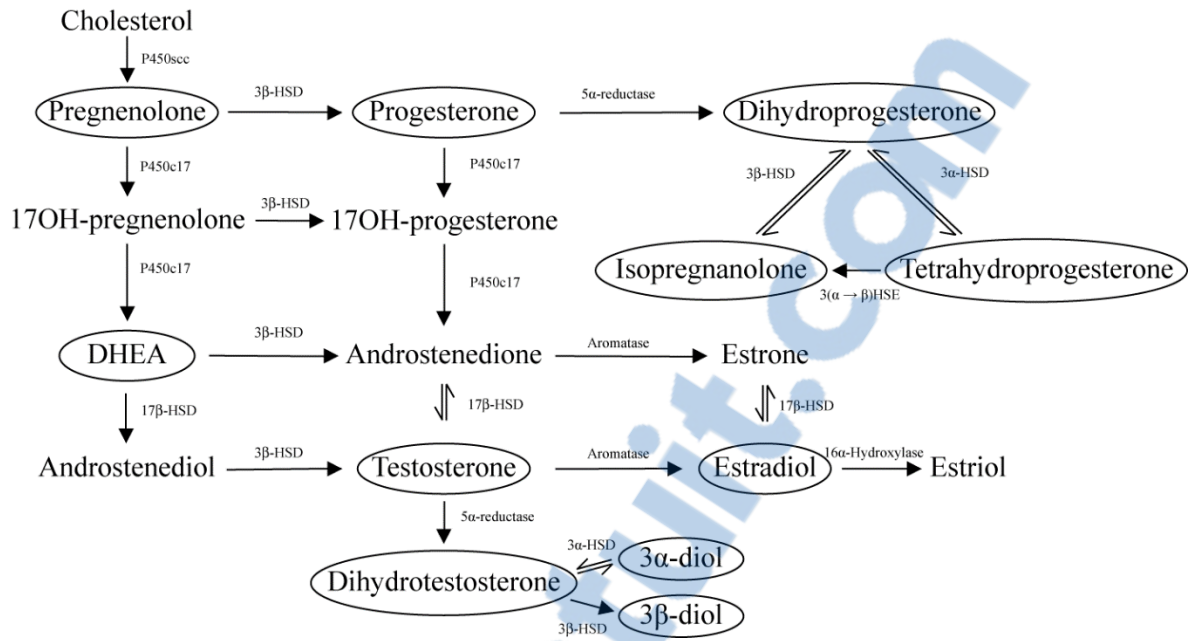 Cholesterol
P450scc
Pregnenolone
3β-HSD
Progesterone
5α-reductase
Dihydroprogesterone
P450c17
P450c17
3β-HSD
3α-HSD
17OH-pregnenolone
3β-HSD
17OH-progesterone
Isopregnanolone
Tetrahydroprogesterone
3(α → β)HSE
P450c17
P450c17
DHEA
3β-HSD
Androstenedione
Aromatase
Estrone
17β-HSD
17β-HSD
17β-HSD
Androstenediol
3β-HSD
Testosterone
Aromatase
Estradiol
16α-Hydroxylase
Estriol
5α-reductase
Dihydrotestosterone
3α-HSD
3α-diol
3β-HSD
3β-diol
tuit.com